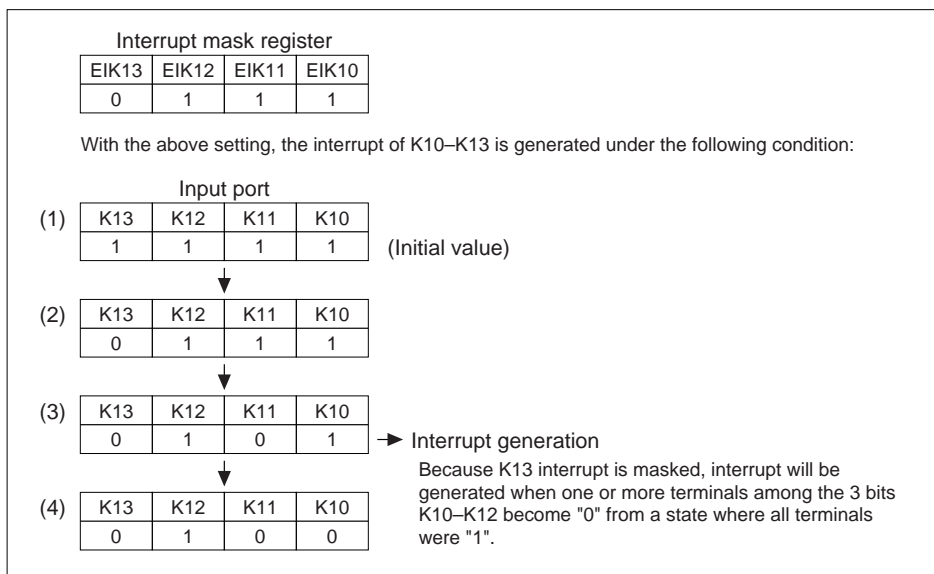 Interrupt mask register
EIK13 EIK12 EIK11 EIK10
0 1 1 1
With the above setting, the interrupt of K10–K13 is generated under the following condition:
Input port
(1) K13 K12 K11 K10
1 1 1 1 (Initial value)
(2) K13 K12 K11 K10
0 1 1 1
(3) K13 K12 K11 K10
0 1 0 1 Interrupt generation
Because K13 interrupt is masked, interrupt will be
generated when one or more terminals among the 3 bits
K10–K12 become "0" from a state where all terminals
were "1".
(4) K13 K12 K11 K10
0 1 0 0